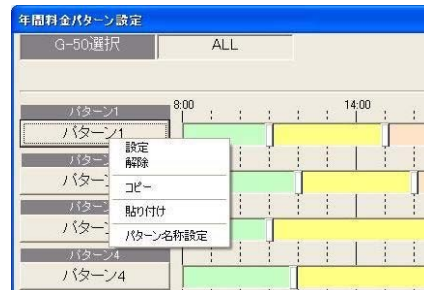 年間料金パターン設定
G-50選択 ALL
パターン1 8:00 14:00
パターン1
設定
解除
コピー
貼り付け
パターン名称設定
パターン4
パターン4